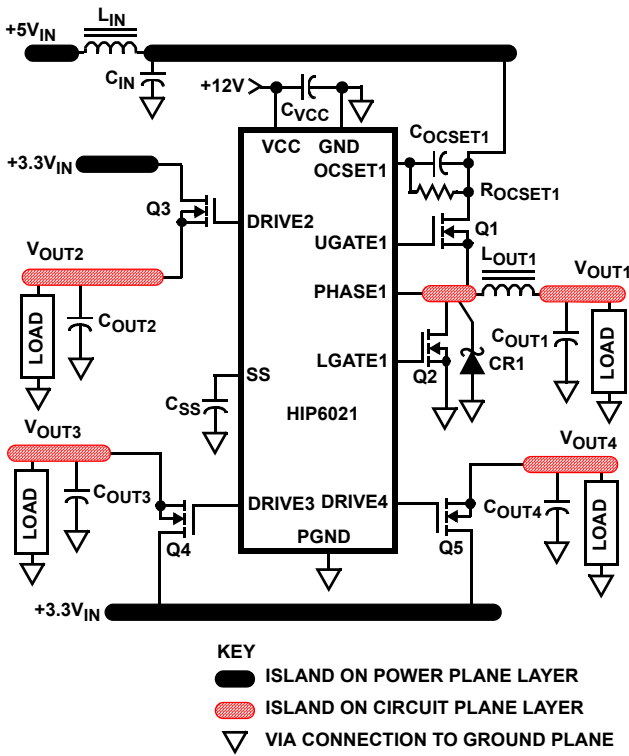 +5VIN
LIN
CIN
+12V
CVCC
VCC
GND
COCSET1
OCSET1
ROCSET1
+3.3VIN
Q3
DRIVE2
UGATE1
Q1
VOUT2
LOUT1
VOUT1
PHASE1
LOAD
COUT2
COUT1
LOAD
LGATE1
Q2
CR1
SS
CSS
HIP6021
VOUT3
VOUT4
LOAD
COUT3
DRIVE3
DRIVE4
COUT4
LOAD
Q4
PGND
Q5
+3.3VIN
KEY
ISLAND ON POWER PLANE LAYER
ISLAND ON CIRCUIT PLANE LAYER
VIA CONNECTION TO GROUND PLANE